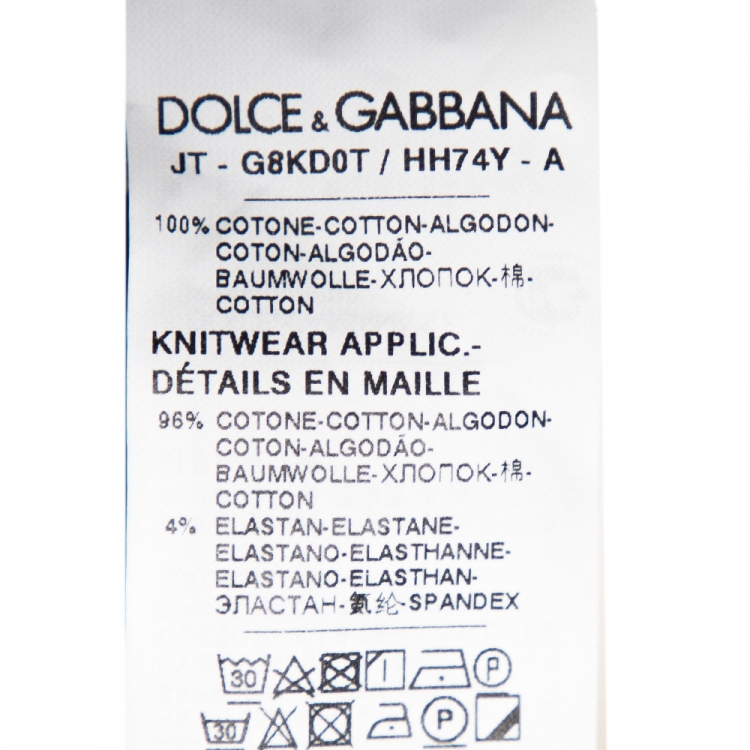 DOLCE & GABBANA
JT - G8KD0T / HH74Y - A
100% COTONE-COTTON-ALGODON-
COTON-ALGODÃO-
BAUMWOLLE-ХЛОПОК-棉-
COTTON
KNITWEAR APPLIC.-
DÉTAILS EN MAILLE
96% COTONE-COTTON-ALGODON-
COTON-ALGODÃO-
BAUMWOLLE-ХЛОПОК-棉-
COTTON
4% ELASTAN-ELASTANE-
ELASTANO-ELASTHANNE-
ELASTANO-ELASTHAN-
ЭЛАСТАН-氨纶-SPANDEX
30 P
30 P